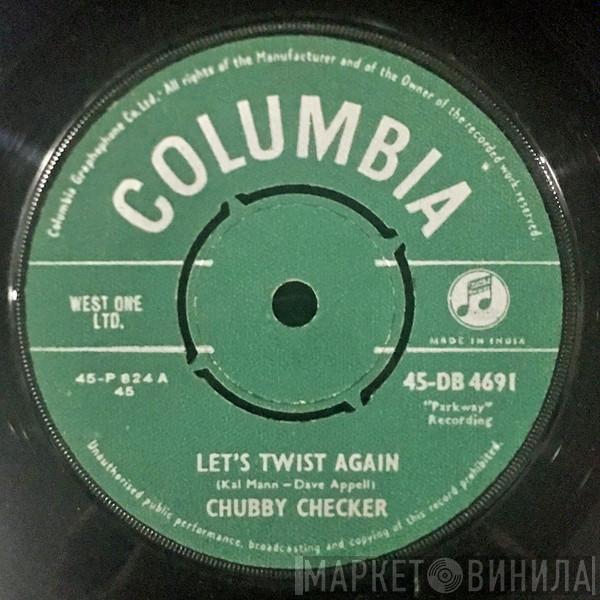 Columbia Graphophone Co. Ltd.- All rights of the Manufacturer and of the Owner of the recorded work reserved.
COLUMBIA
WEST ONE
LTD.
MADE IN INDIA
45-P 824 A
45
45-DB 4691
"Parkway"
Recording
LET'S TWIST AGAIN
(Kal Mann - Dave Appell)
CHUBBY CHECKER
Unauthorised public performance, broadcasting and copying of this record prohibited.
МАРКЕТ ВИНИЛА